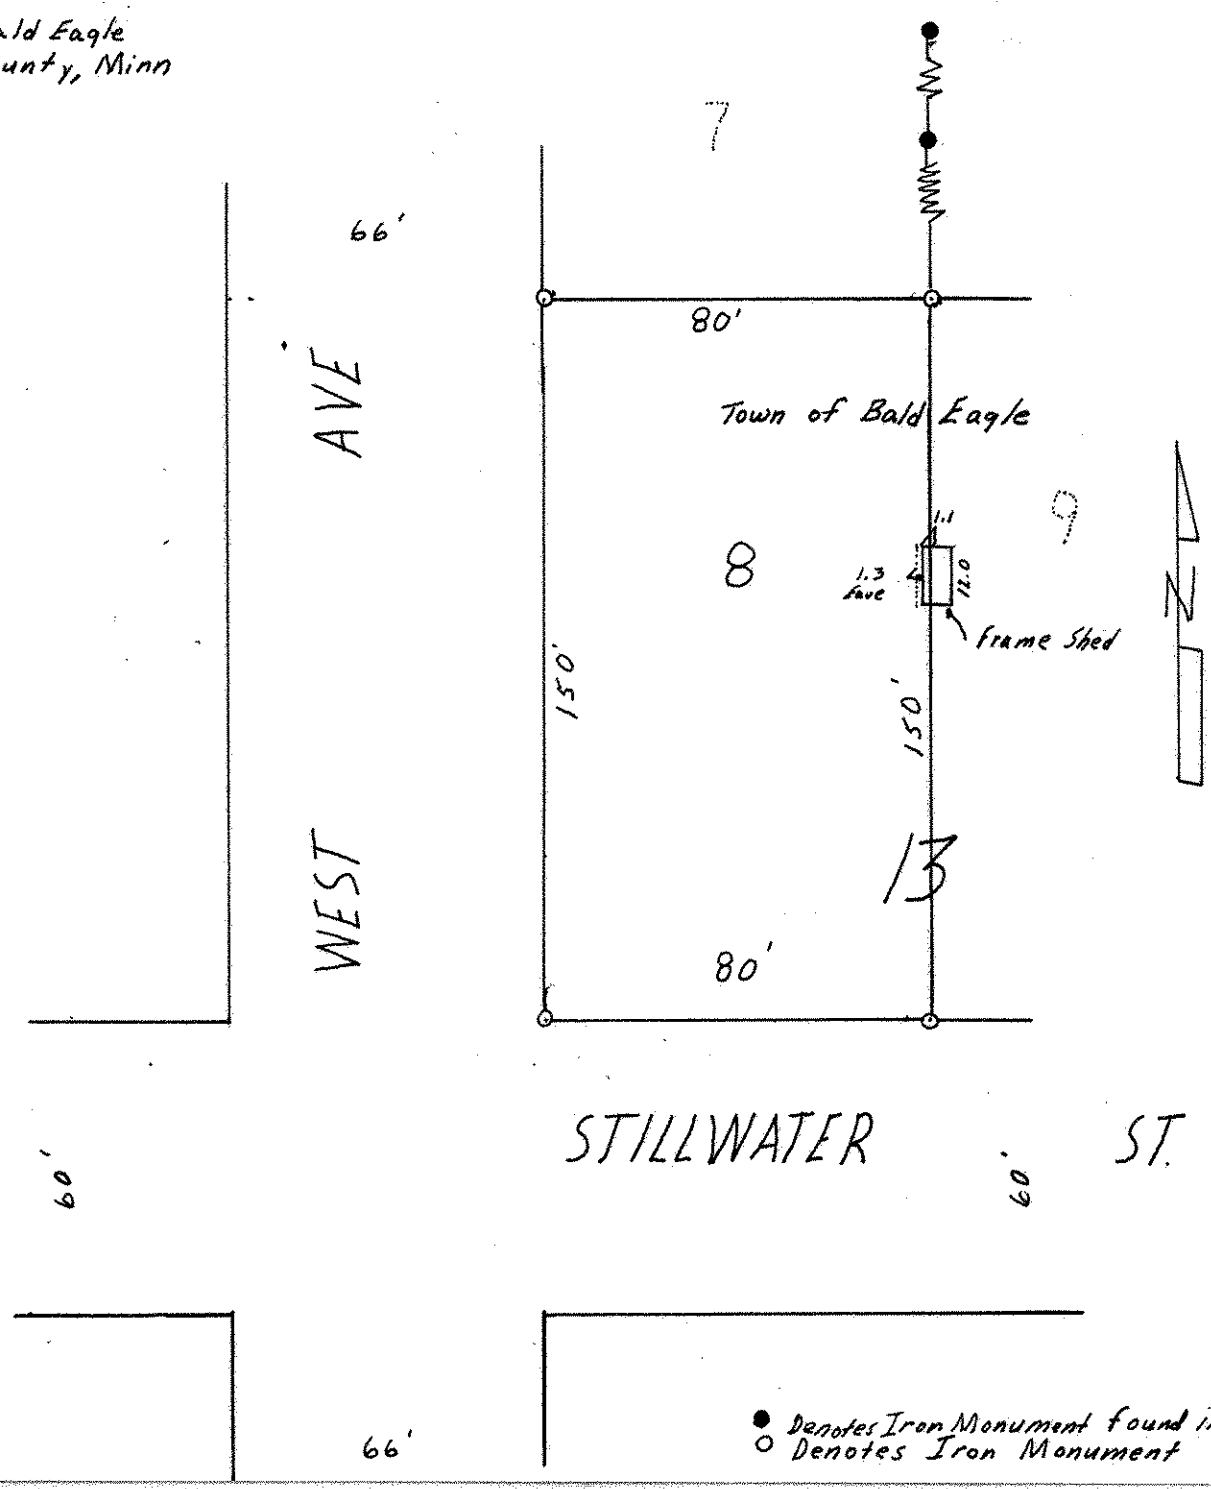 ald Eagle
unty, Minn
7
66'
80'
AVE
Town of Bald Eagle
9
1.1
8
1.3
Eave
12.0
N
Frame Shed
150'
150'
13
WEST
80'
STILLWATER ST.
60'
60'
66'
Denotes Iron Monument found i
Denotes Iron Monument